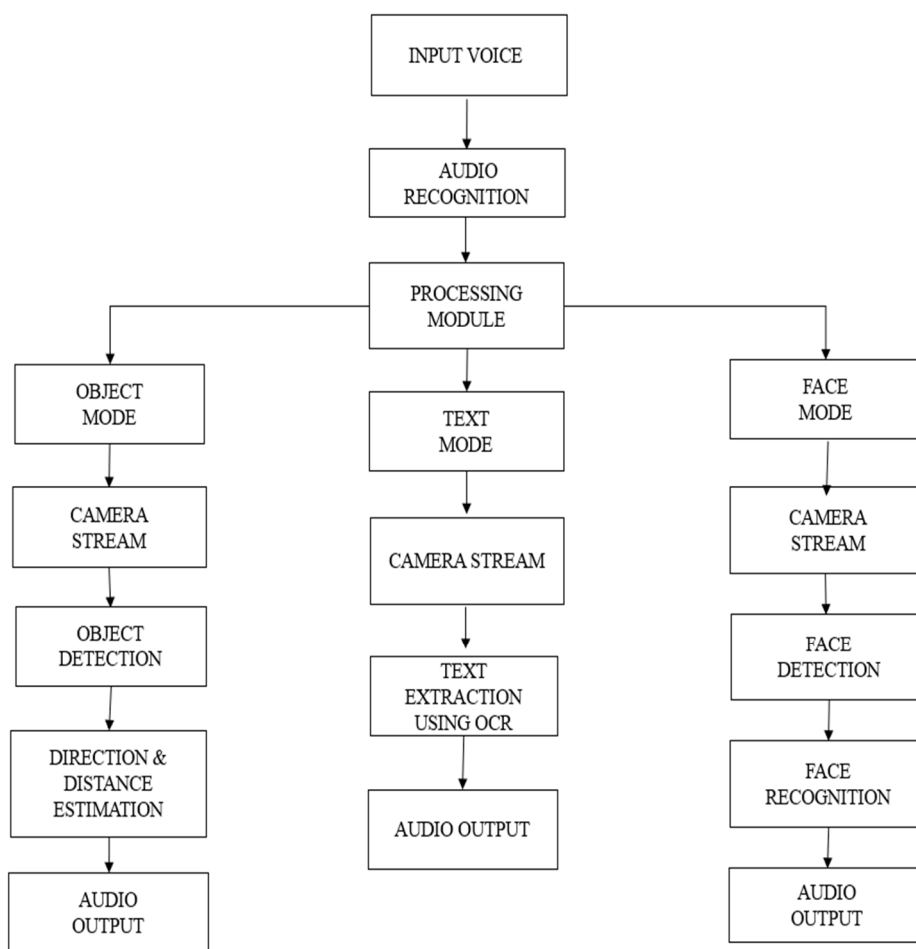 INPUT VOICE
AUDIO
RECOGNITION
PROCESSING
MODULE
OBJECT
MODE
CAMERA
STREAM
OBJECT
DETECTION
DIRECTION &
DISTANCE
ESTIMATION
AUDIO
OUTPUT
TEXT
MODE
CAMERA STREAM
TEXT
EXTRACTION
USING OCR
AUDIO OUTPUT
FACE
MODE
CAMERA
STREAM
FACE
DETECTION
FACE
RECOGNITION
AUDIO
OUTPUT